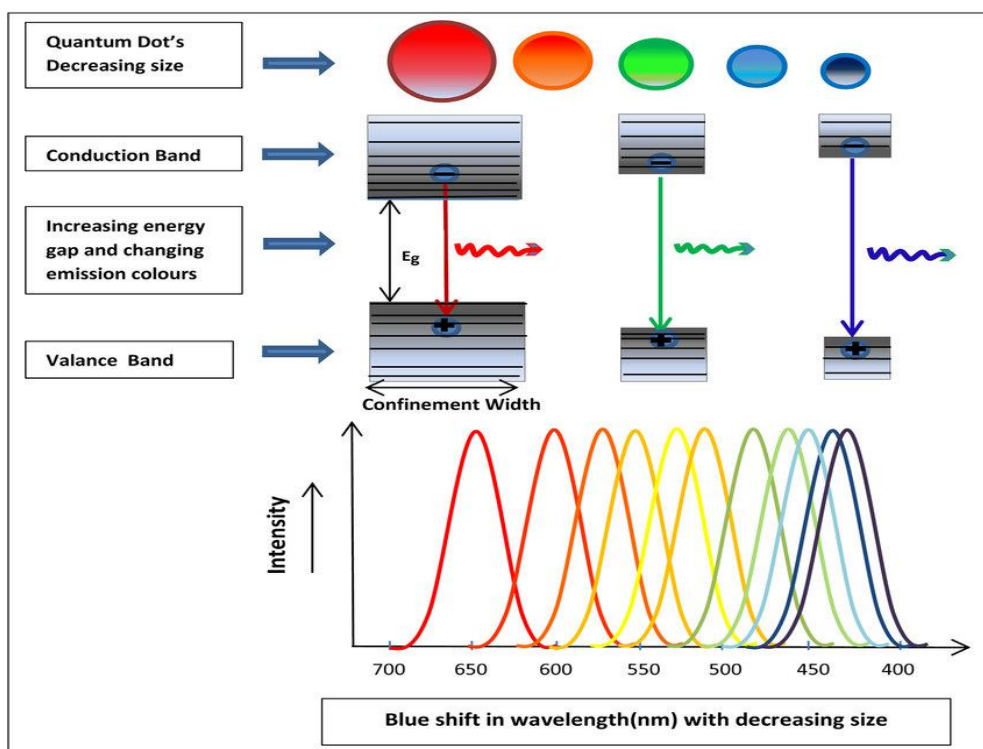 Quantum Dot's
Decreasing size
Conduction Band
Increasing energy
gap and changing
emission colours
Eg
Valance Band
Confinement Width
Intensity
700 650 600 550 500 450 400
Blue shift in wavelength(nm) with decreasing size